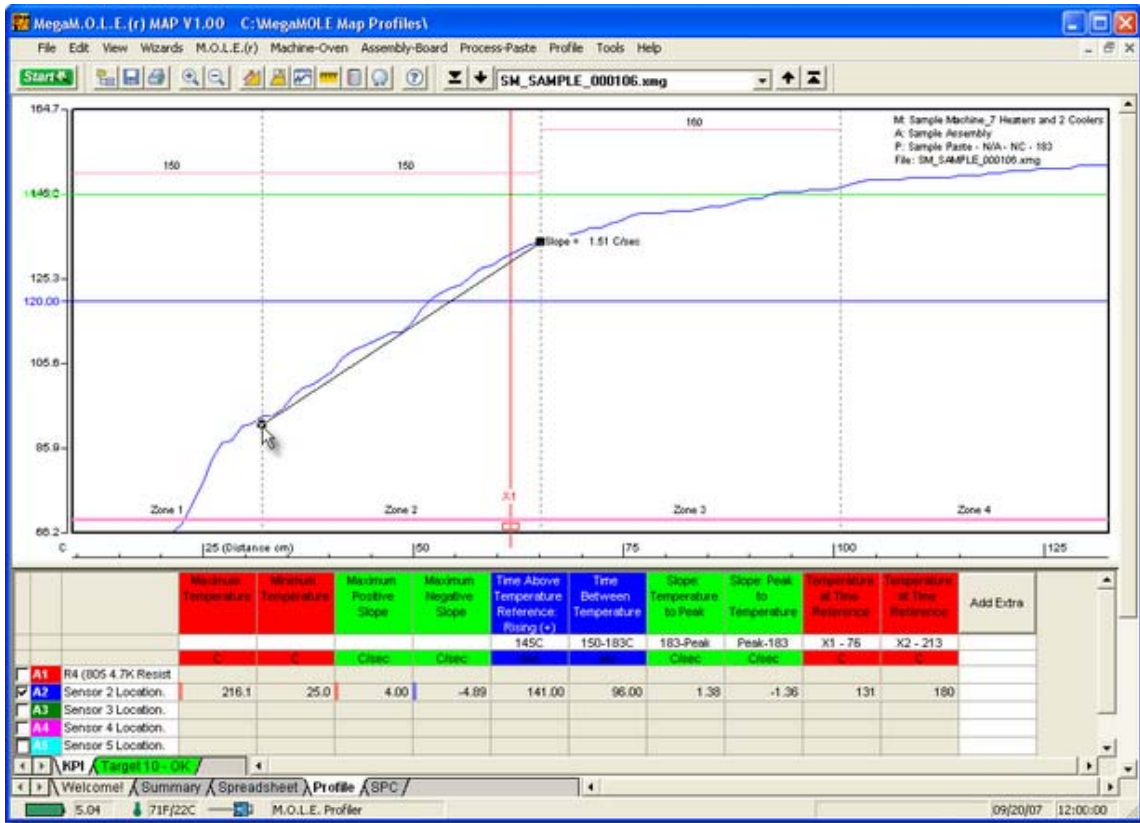 MegaM.O.L.E.(r) MAP V1.00 C:\MegaMOLE Map Profiles\
File Edit View Wizards M.O.L.E.(r) Machine-Oven Assembly-Board Process-Paste Profile Tools Help
Start SM_SAMPLE_000106.xmg
164.7
M: Sample Machine_7 Heaters and 2 Coolers
A: Sample Assembly
P: Sample Paste - N/A - NC - 183
File: SM_SAMPLE_000106.xmg
150 150 160
Slope = 1.51 C/sec
125.3
120.00
105.6
85.9
X1
Zone 1 Zone 2 Zone 3 Zone 4
66.2
C 25 (Distance cm) 50 75 100 125
Maximum Temperature Minimum Temperature Maximum Positive Slope Maximum Negative Slope Time Above Temperature Reference: Rising (+) Time Between Temperature Slope: Temperature to Peak Slope: Peak to Temperature Temperature at Time Reference Temperature at Time Reference Add Extra
145C 150-183C 183-Peak Peak-183 X1 - 76 X2 - 213
C C C/sec C/sec C/sec C/sec C C
A1 R4 (805 4.7K Resist
A2 Sensor 2 Location. 216.1 25.0 4.00 -4.89 141.00 96.00 1.38 -1.36 131 180
A3 Sensor 3 Location.
A4 Sensor 4 Location.
A5 Sensor 5 Location.
KPI Target 10 - OK
Welcome! Summary Spreadsheet Profile SPC
5.04 71F/22C M.O.L.E. Profiler 09/20/07 12:00:00